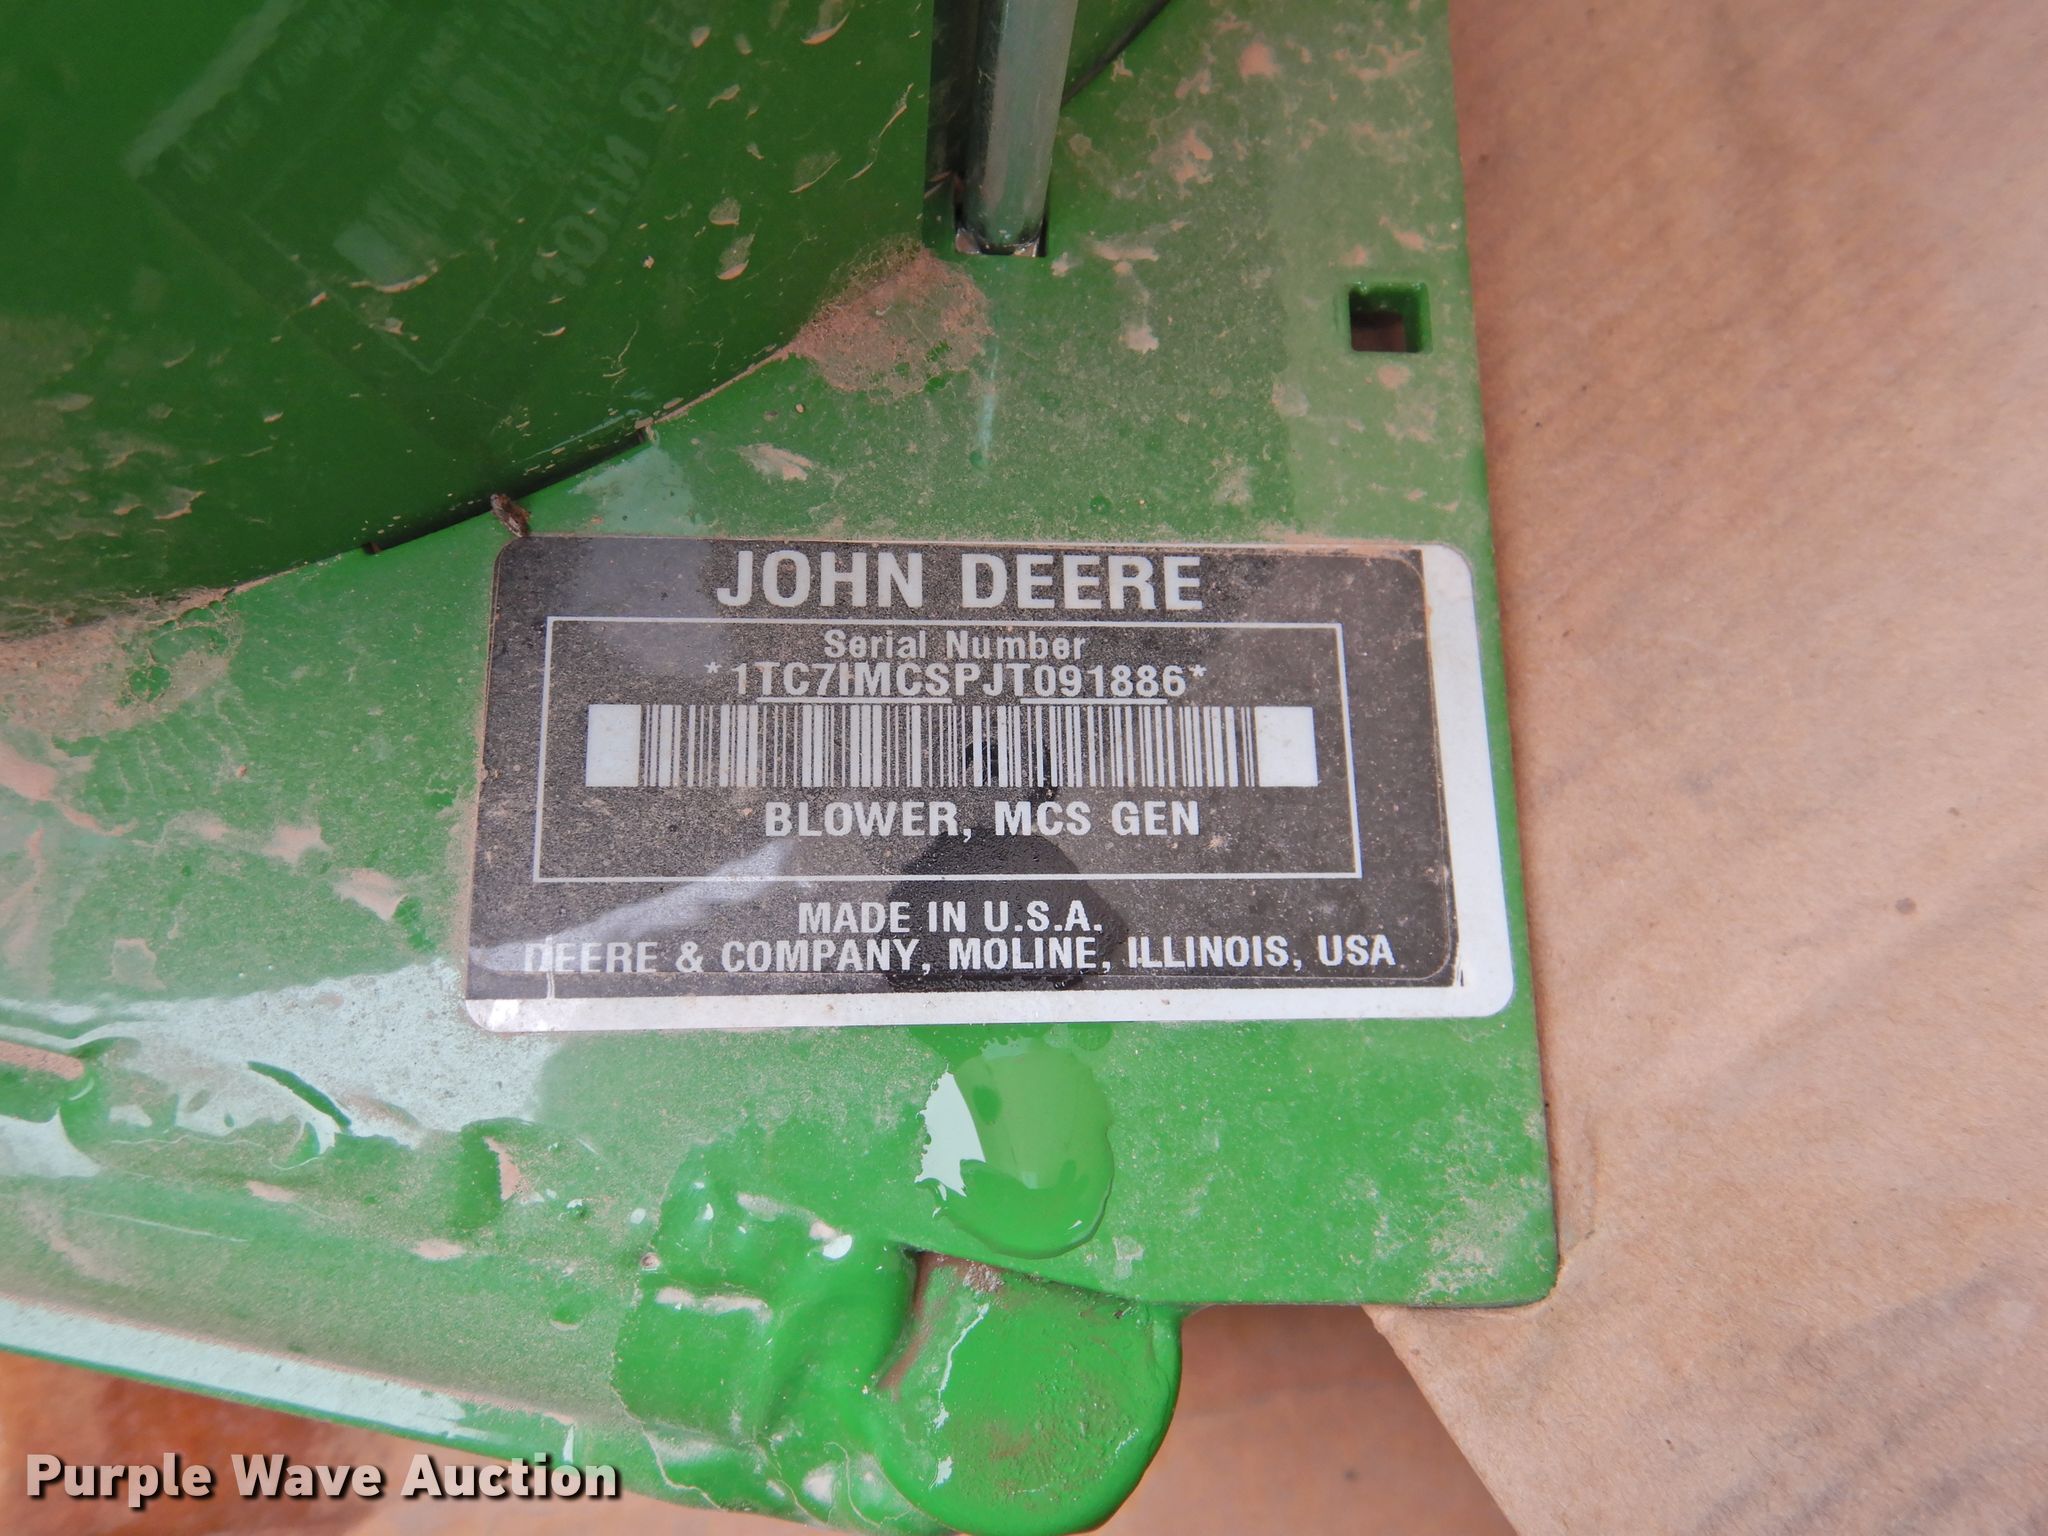 JOHN DEERE
Serial Number
*1TC7IMCSPJT091886*
BLOWER, MCS GEN
MADE IN U.S.A.
DEERE & COMPANY, MOLINE, ILLINOIS, USA
Purple Wave Auction